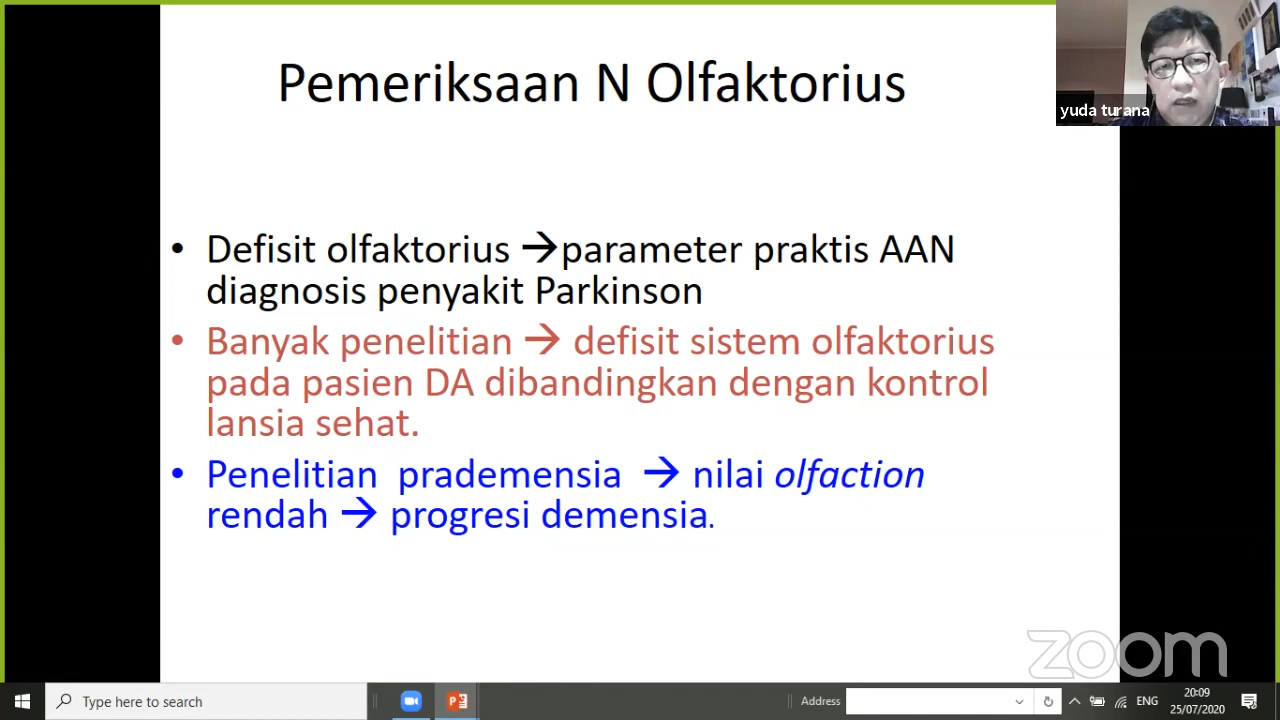 Pemeriksaan N Olfaktorius
yuda turana
• Defisit olfaktorius →parameter praktis AAN
diagnosis penyakit Parkinson
• Banyak penelitian → defisit sistem olfaktorius
pada pasien DA dibandingkan dengan kontrol
lansia sehat.
• Penelitian prademensia → nilai olfaction
rendah → progresi demensia.
zoom
Type here to search
Address
ENG
20:09
25/07/2020